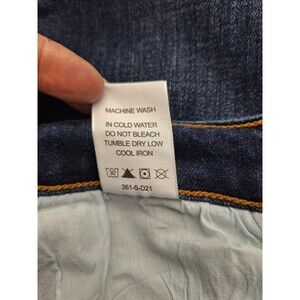 MACHINE WASH
IN COLD WATER
DO NOT BLEACH
TUMBLE DRY LOW
COOL IRON
361-S-D21